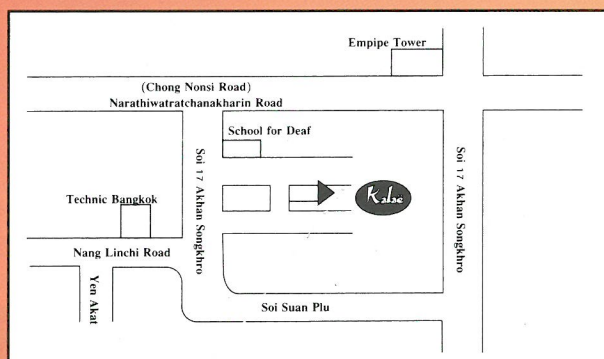 Empipe Tower
(Chong Nonsi Road)
Narathiwatratchanakharin Road
School for Deaf
Soi 17 Akhan Songkhro
Soi 17 Akhan Songkhro
Kalaë
Technic Bangkok
Nang Linchi Road
Yen Akat
Soi Suan Plu